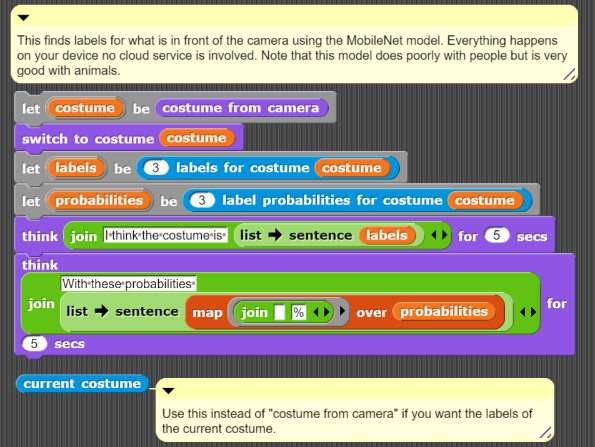 This finds labels for what is in front of the camera using the MobileNet model. Everything happens
on your device no cloud service is involved. Note that this model does poorly with people but is very
good with animals.
let costume be costume from camera
switch to costume costume
let labels be 3 labels for costume costume
let probabilities be 3 label probabilities for costume costume
think join I·think·the·costume·is· list ➔ sentence labels for 5 secs
think
With·these·probabilities·
join list ➔ sentence map join % over probabilities for
5 secs
current costume
Use this instead of "costume from camera" if you want the labels of
the current costume.